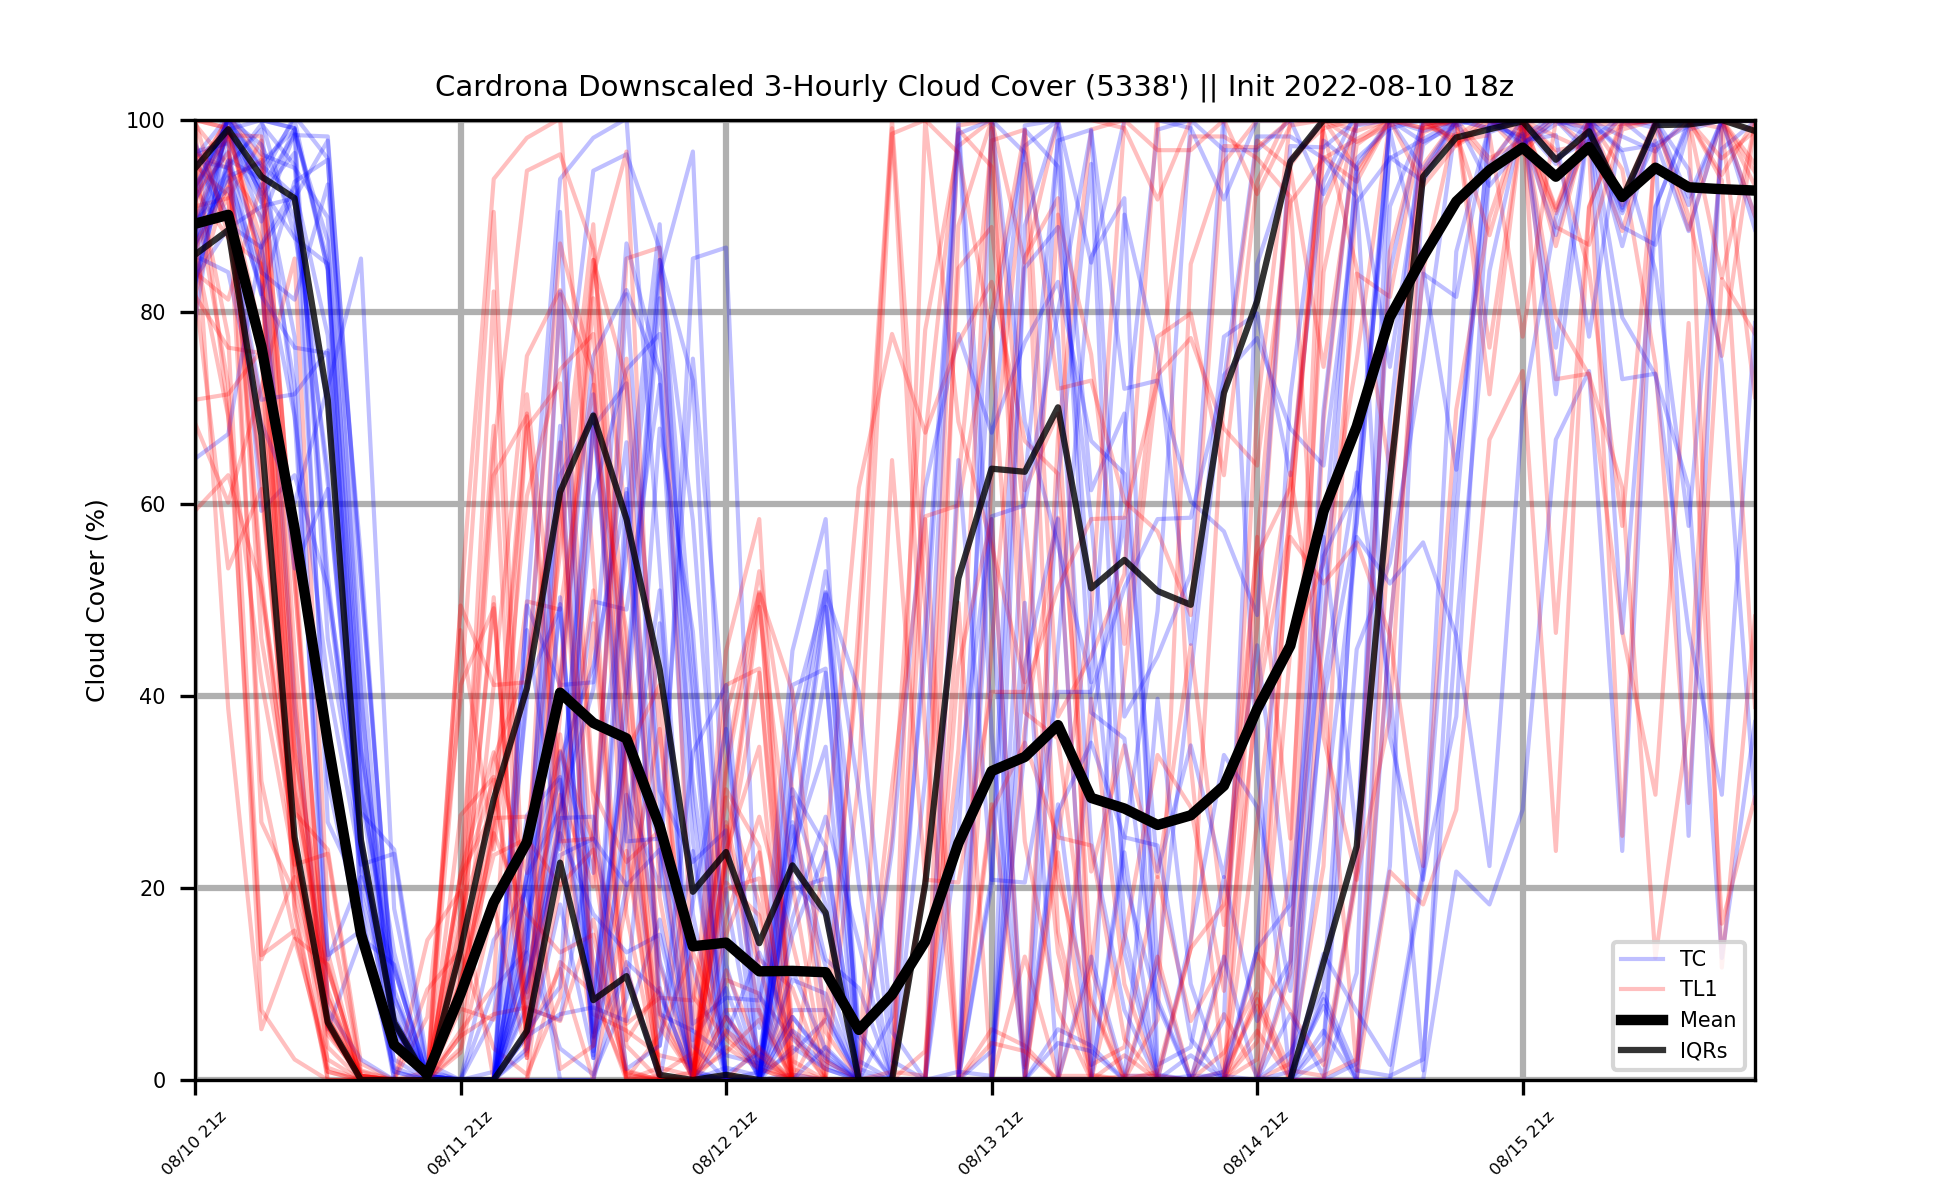 Cardrona Downscaled 3-Hourly Cloud Cover (5338') || Init 2022-08-10 18z
Cloud Cover (%)
100
80
60
40
20
0
08/10 21z
08/11 21z
08/12 21z
08/13 21z
08/14 21z
08/15 21z
TC
TL1
Mean
IQRs